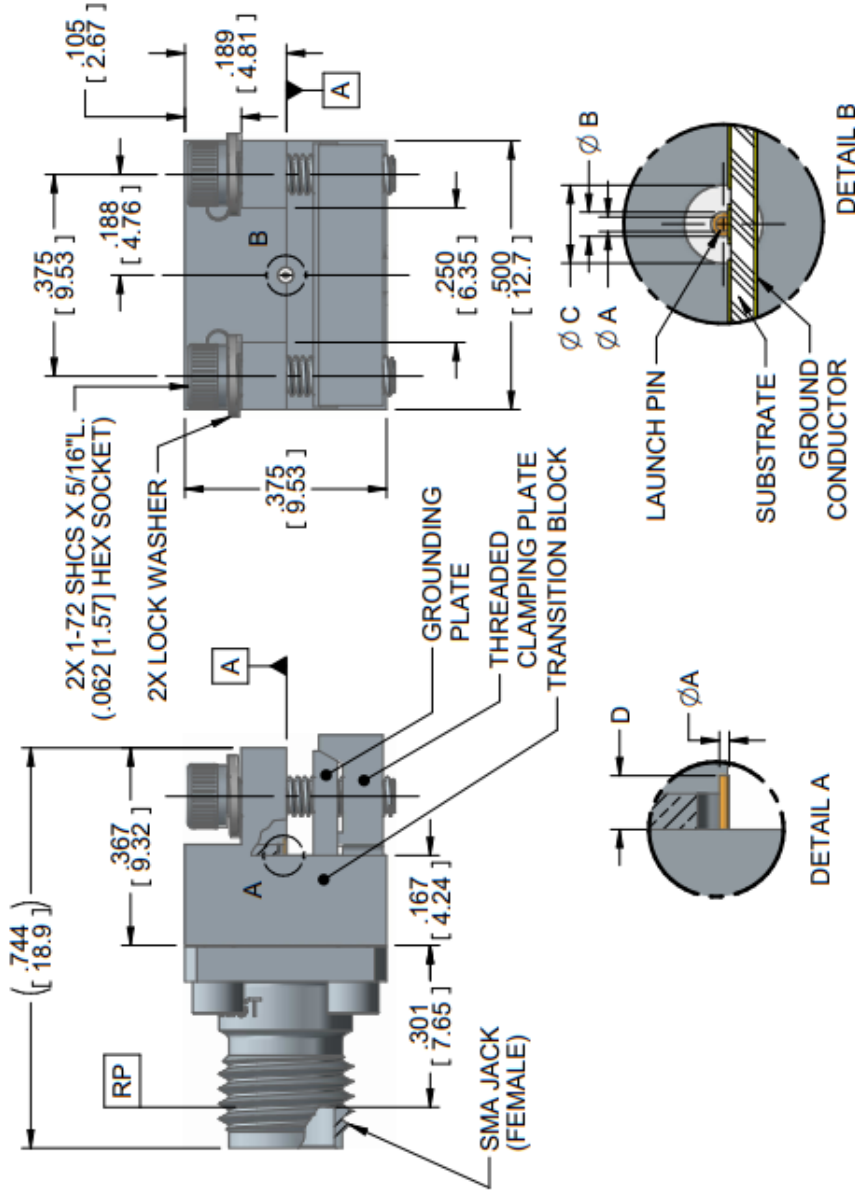 (.744
[ 18.9 ])
.367
[ 9.32 ]
RP
A
A
.301
[ 7.65 ]
.167
[ 4.24 ]
SMA JACK
(FEMALE)
2X 1-72 SHCS X 5/16"L.
(.062 [1.57] HEX SOCKET)
2X LOCK WASHER
GROUNDING
PLATE
THREADED
CLAMPING PLATE
TRANSITION BLOCK
.375
[ 9.53 ]
.188
[ 4.76 ]
.105
[ 2.67 ]
.189
[ 4.81 ]
A
B
.375
[ 9.53 ]
.250
[ 6.35 ]
.500
[ 12.7 ]
D
ØA
DETAIL A
Ø C
Ø A
Ø B
LAUNCH PIN
SUBSTRATE
GROUND
CONDUCTOR
DETAIL B